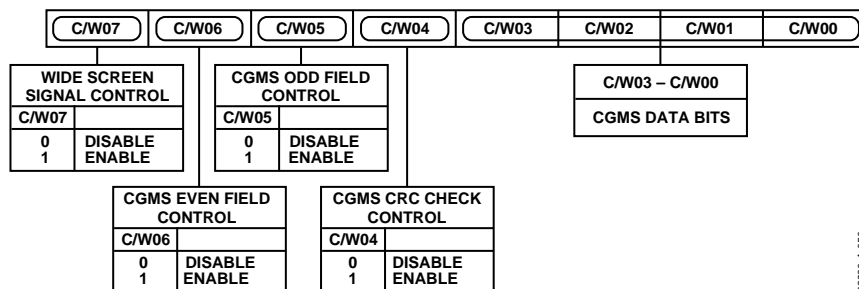 C/W07 C/W06 C/W05 C/W04 C/W03 C/W02 C/W01 C/W00
WIDE SCREEN
SIGNAL CONTROL
C/W07
0 DISABLE
1 ENABLE
CGMS ODD FIELD
CONTROL
C/W05
0 DISABLE
1 ENABLE
C/W03 – C/W00
CGMS DATA BITS
CGMS EVEN FIELD
CONTROL
C/W06
0 DISABLE
1 ENABLE
CGMS CRC CHECK
CONTROL
C/W04
0 DISABLE
1 ENABLE